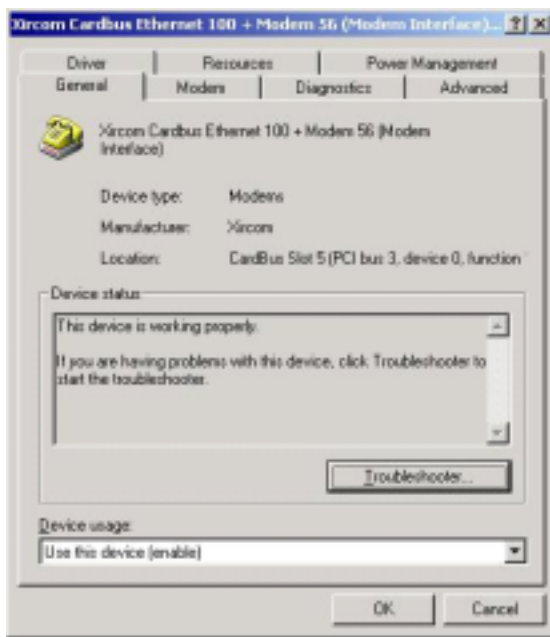 Xircom Cardbus Ethernet 100 + Modem 56 (Modem Interface)...
Driver
Resources
Power Management
General
Modem
Diagnostics
Advanced
Xircom Cardbus Ethernet 100 + Modem 56 (Modem
Interface)
Device type: Modems
Manufacturer: Xircom
Location: CardBus Slot 5 (PCI bus 3, device 0, function
Device status
This device is working properly.
If you are having problems with this device, click Troubleshooter to
start the troubleshooter.
Troubleshooter...
Device usage:
Use this device (enable)
OK
Cancel